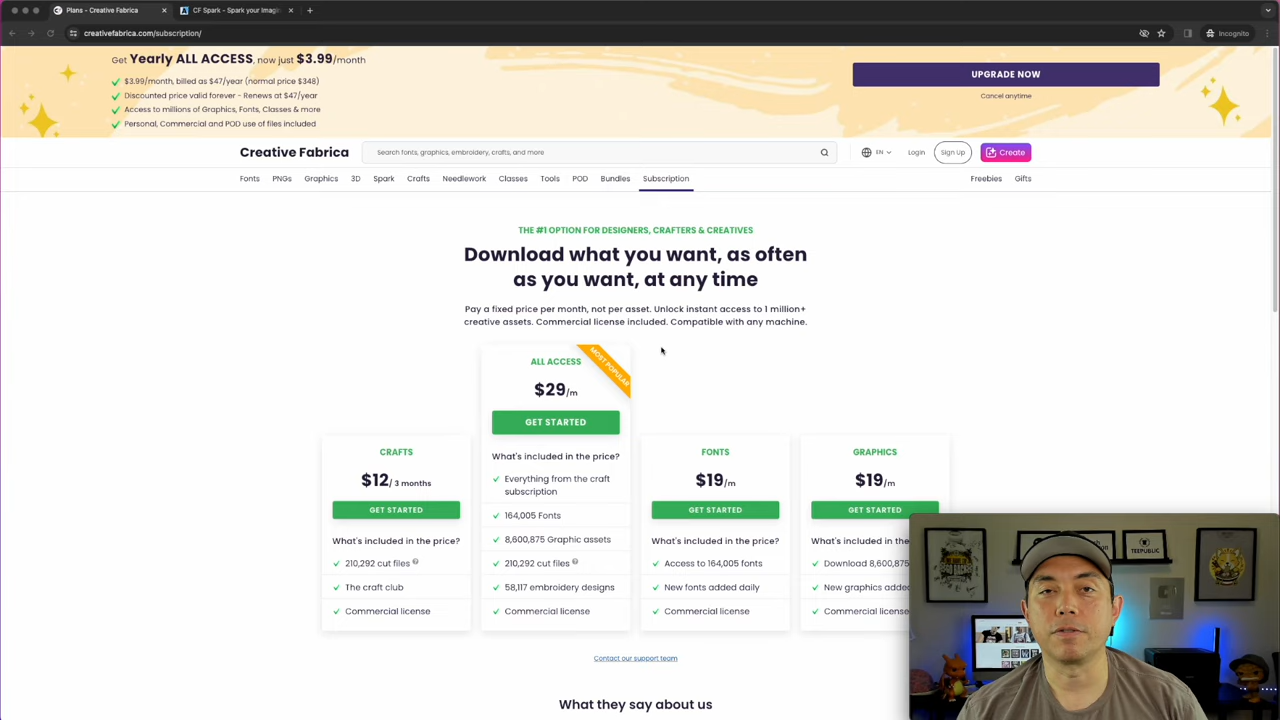 Plans - Creative Fabrica
CF Spark - Spark your Imagin
creativefabrica.com/subscription/
Incognito
Get Yearly ALL ACCESS, now just $3.99/month
$3.99/month, billed as $47/year (normal price $348)
Discounted price valid forever - Renews at $47/year
Access to millions of Graphics, Fonts, Classes & more
Personal, Commercial and POD use of files included
UPGRADE NOW
Cancel anytime
Creative Fabrica
Search fonts, graphics, embroidery, crafts, and more
EN
Login
Sign Up
Create
Fonts PNGs Graphics 3D Spark Crafts Needlework Classes Tools POD Bundles Subscription Freebies Gifts
THE #1 OPTION FOR DESIGNERS, CRAFTERS & CREATIVES
Download what you want, as often
as you want, at any time
Pay a fixed price per month, not per asset. Unlock instant access to 1 million+
creative assets. Commercial license included. Compatible with any machine.
CRAFTS
$12/ 3 months
GET STARTED
What's included in the price?
210,292 cut files
The craft club
Commercial license
MOST POPULAR
ALL ACCESS
$29/m
GET STARTED
What's included in the price?
Everything from the craft
subscription
164,005 Fonts
8,600,875 Graphic assets
210,292 cut files
58,117 embroidery designs
Commercial license
FONTS
$19/m
GET STARTED
What's included in the price?
Access to 164,005 fonts
New fonts added daily
Commercial license
GRAPHICS
$19/m
GET STARTED
What's included in the
Download 8,600,875
New graphics added
Commercial license
TEEPUBLIC
Contact our support team
What they say about us